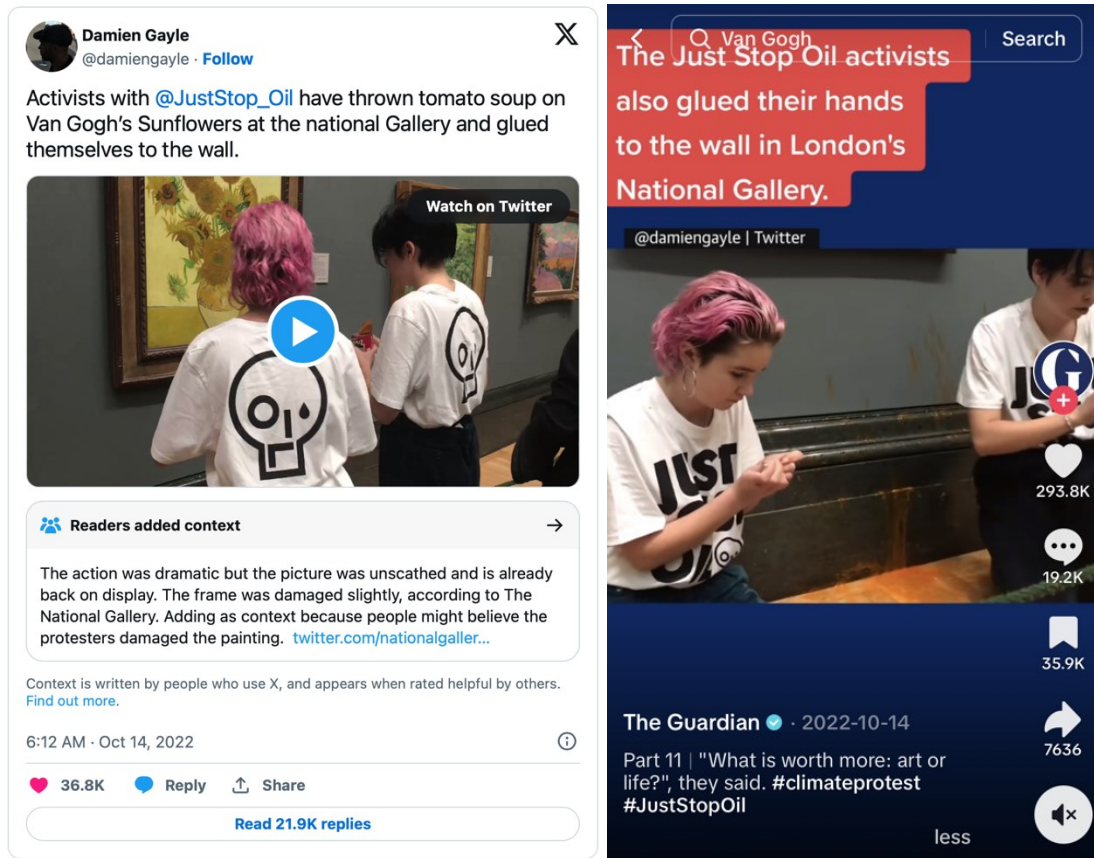 Damien Gayle
@damiengayle · Follow
X
Activists with @JustStop_Oil have thrown tomato soup on
Van Gogh's Sunflowers at the national Gallery and glued
themselves to the wall.
Watch on Twitter
Readers added context
The action was dramatic but the picture was unscathed and is already
back on display. The frame was damaged slightly, according to The
National Gallery. Adding as context because people might believe the
protesters damaged the painting. twitter.com/nationalgaller...
Context is written by people who use X, and appears when rated helpful by others.
Find out more.
6:12 AM · Oct 14, 2022
36.8K Reply Share
Read 21.9K replies
Van Gogh Search
The Just Stop Oil activists
also glued their hands
to the wall in London's
National Gallery.
@damiengayle | Twitter
JUST
OIL
JU
G
293.8K
19.2K
35.9K
7636
The Guardian · 2022-10-14
Part 11 | "What is worth more: art or
life?", they said. #climateprotest
#JustStopOil
less